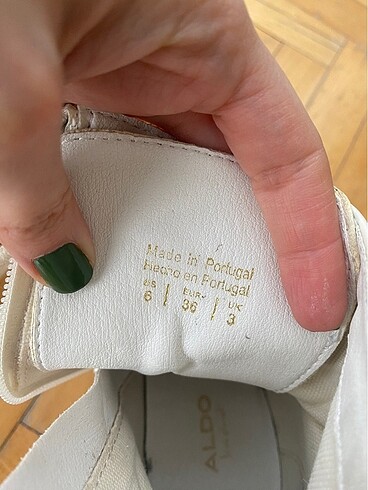 Made in Portugal
Hecho en Portugal
US EUR UK
6 | 36 | 3
ALDO